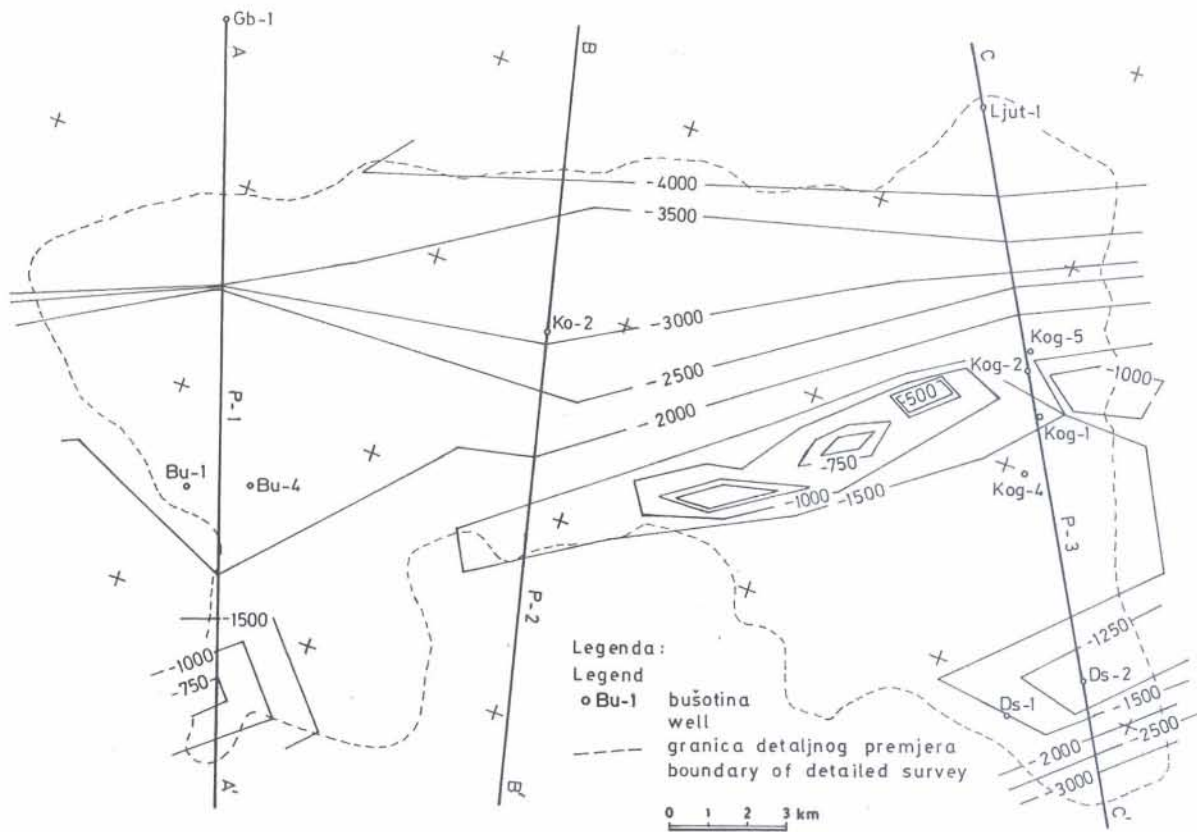 Gb-1
A
B
C
Ljut-1
-4000
-3500
Ko-2
-3000
Kog-5
-2500
Kog-2
-1000
-500
-2000
P-1
Kog-1
-750
Bu-1
Bu-4
-1000
-1500
Kog-4
P-3
P-2
-1500
-1250
-1000
-750
Legenda:
Legend
Bu-1 bušotina
well
granica detaljnog premjera
boundary of detailed survey
Ds-2
Ds-1
-1500
-2000
-2500
-3000
A'
B'
C'
0 1 2 3 km